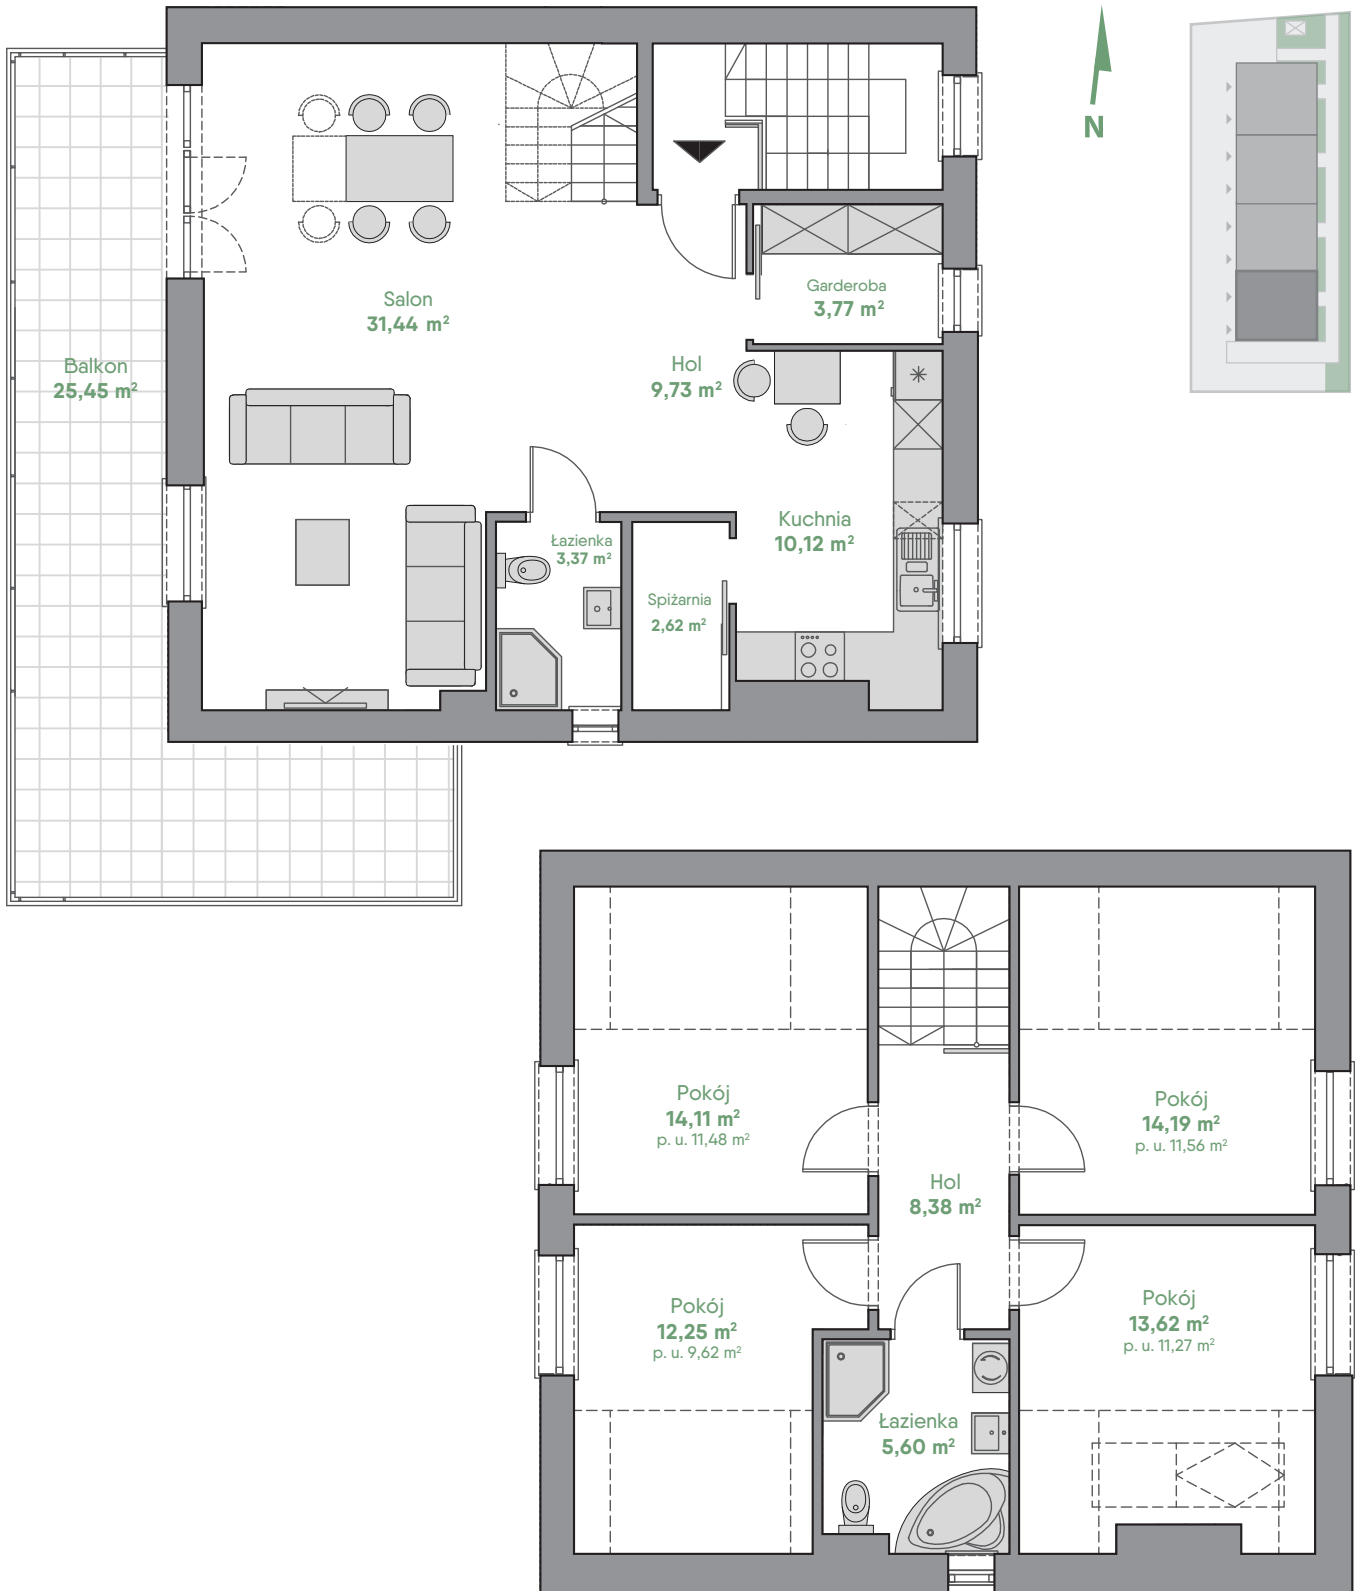 N
Salon
31,44 m²
Balkon
25,45 m²
Hol
9,73 m²
Garderoba
3,77 m²
Kuchnia
10,12 m²
Łazienka
3,37 m²
Spiżarnia
2,62 m²
Pokój
14,11 m²
p. u. 11,48 m²
Pokój
14,19 m²
p. u. 11,56 m²
Hol
8,38 m²
Pokój
12,25 m²
p. u. 9,62 m²
Pokój
13,62 m²
p. u. 11,27 m²
Łazienka
5,60 m²